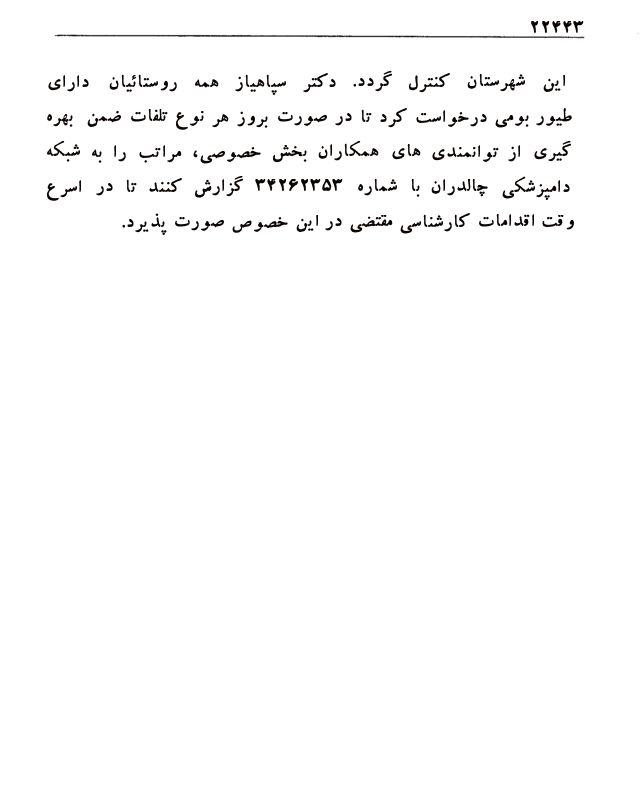 ۲۲۴۴۳
این شهرستان کنترل گردد. دکتر سپاهیاز همه روستائیان دارای
طیور بومی درخواست کرد تا در صورت بروز هر نوع تلفات ضمن بهره
گیری از توانمندی های همکاران بخش خصوصی، مراتب را به شبکه
دامپزشکی چالدران با شماره ۳۴۲۶۲۳۵۳ گزارش کنند تا در اسرع
وقت اقدامات کارشناسی مقتضی در این خصوص صورت پذیرد.